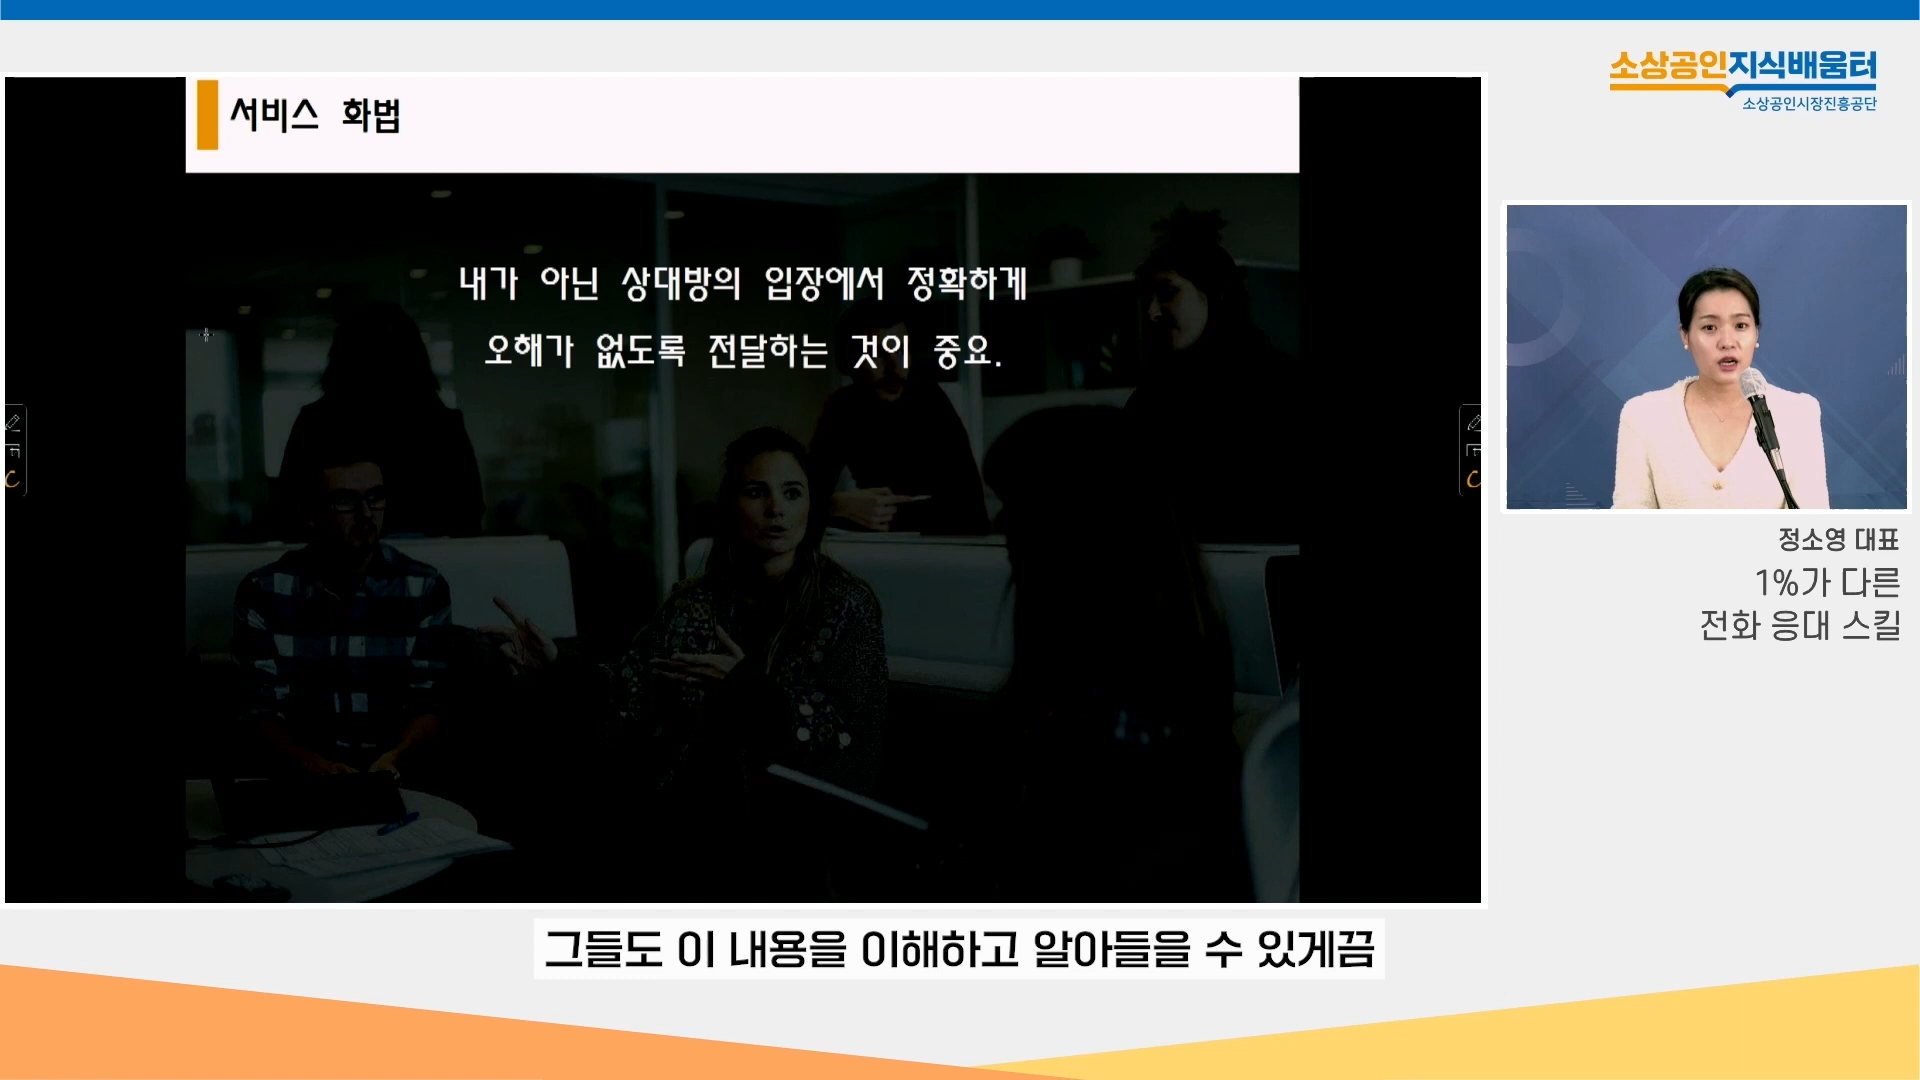 소상공인지식배움터
소상공인시장진흥공단
서비스 화법
내가 아닌 상대방의 입장에서 정확하게
오해가 없도록 전달하는 것이 중요.
정소영 대표
1%가 다른
전화 응대 스킬
그들도 이 내용을 이해하고 알아들을 수 있게끔